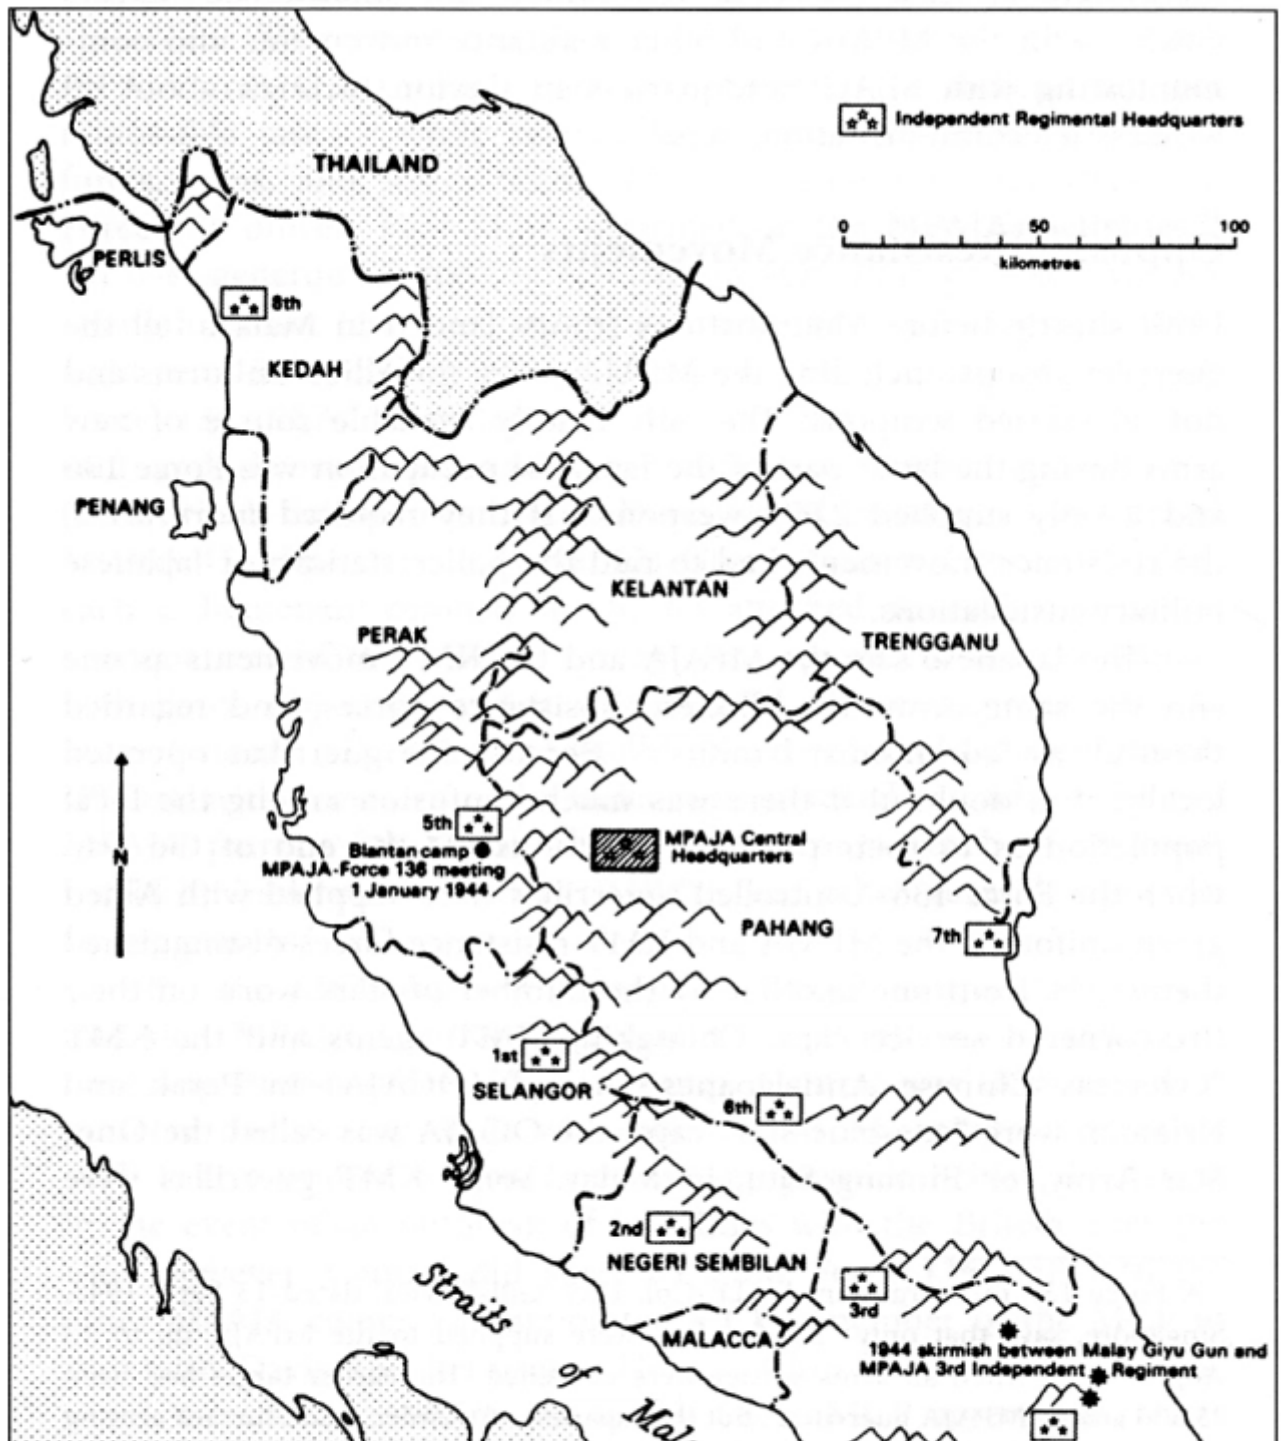 Independent Regimental Headquarters
THAILAND
0 50 100
kilometres
PERLIS
8th
KEDAH
PENANG
KELANTAN
PERAK
TRENGGANU
N
5th
MPAJA Central
Headquarters
Blantan camp
MPAJA-Force 136 meeting
1 January 1944
PAHANG
7th
1st
SELANGOR
6th
2nd
NEGERI SEMBILAN
3rd
MALACCA
1944 skirmish between Malay Giyu Gun and
MPAJA 3rd Independent Regiment
Straits
of